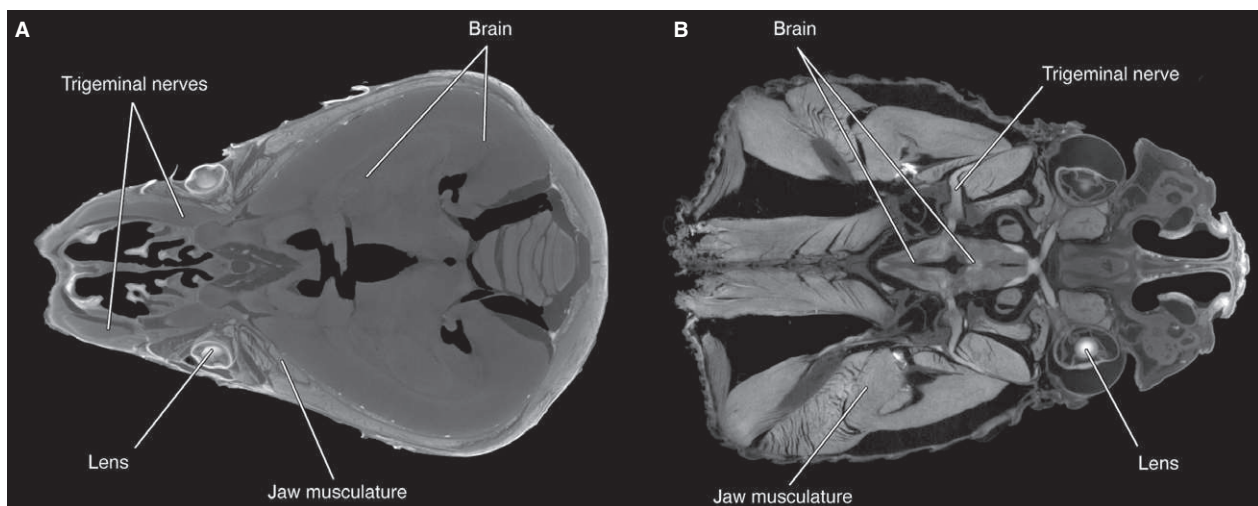 A
Brain
Trigeminal nerves
Lens
Jaw musculature
B
Brain
Trigeminal nerve
Jaw musculature
Lens